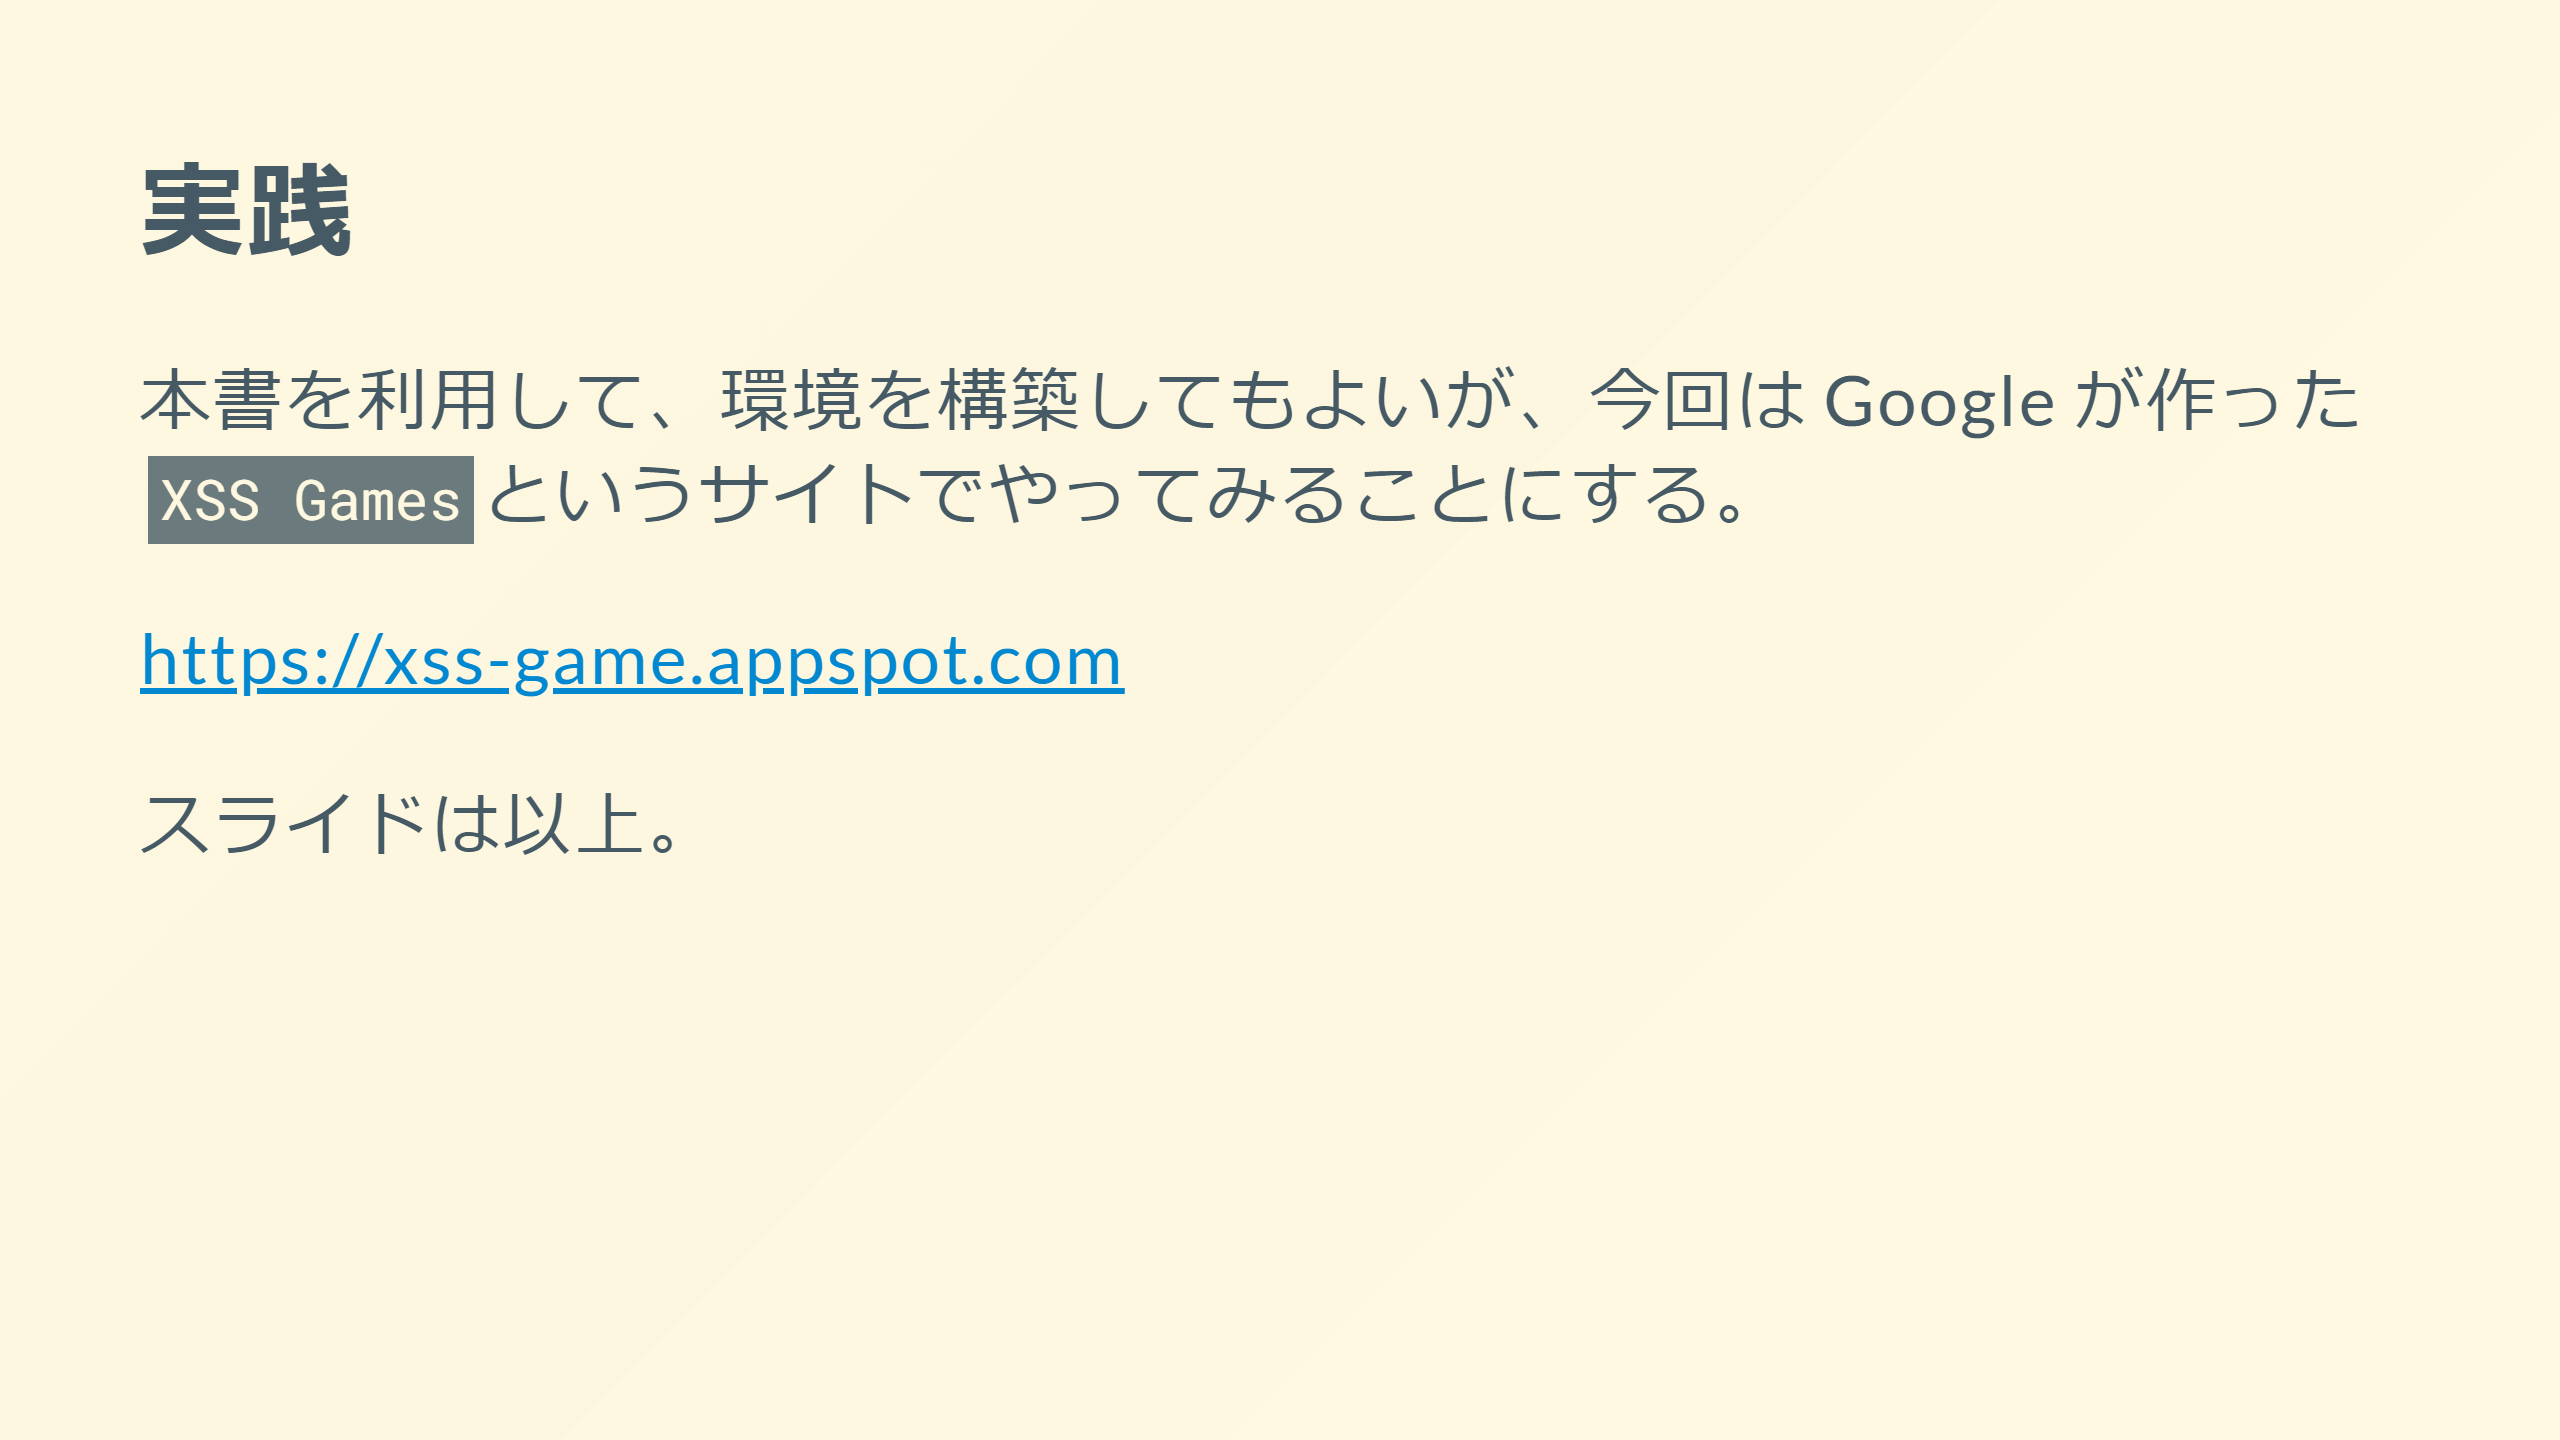 実践
本書を利用して、環境を構築してもよいが、今回は Google が作った
XSS Games というサイトでやってみることにする。
https://xss-game.appspot.com
スライドは以上。